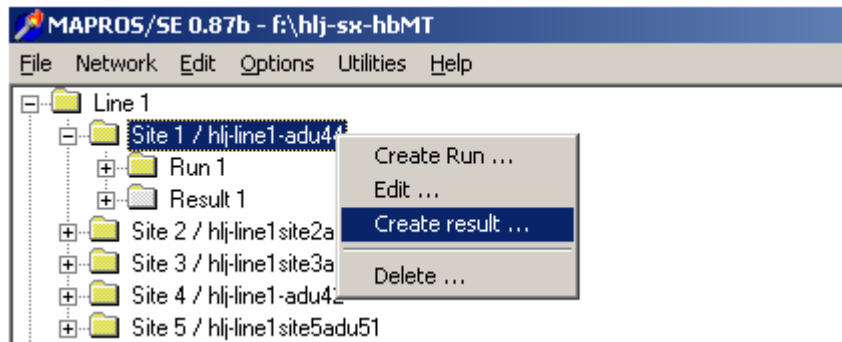 MAPROS/SE 0.87b - f:\hlj-sx-hbMT
File Network Edit Options Utilities Help
Line 1
Site 1 / hlj-line1-adu44
Run 1
Result 1
Site 2 / hlj-line1site2a
Site 3 / hlj-line1site3a
Site 4 / hlj-line1-adu42
Site 5 / hlj-line1site5adu51
Create Run ...
Edit ...
Create result ...
Delete ...